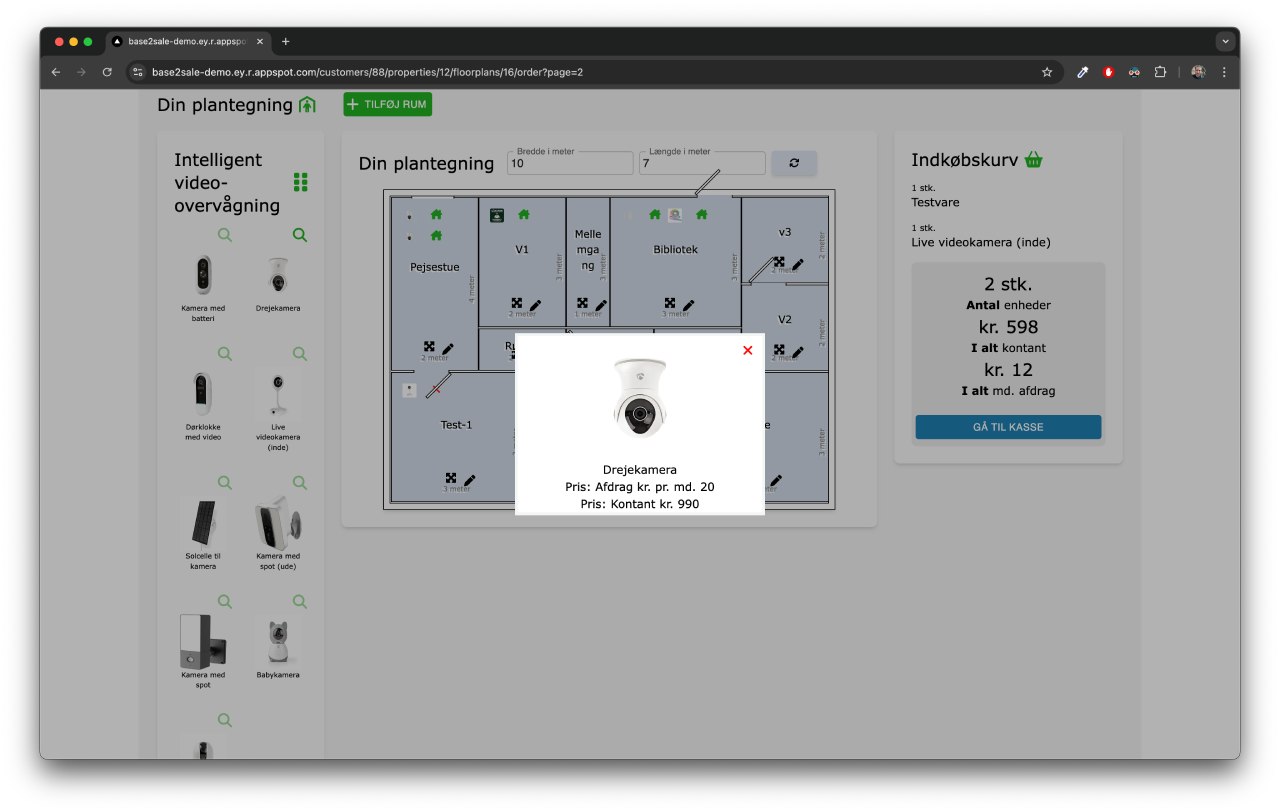 base2sale-demo.ey.r.appspo
base2sale-demo.ey.r.appspot.com/customers/88/properties/12/floorplans/16/order?page=2
Din plantegning
+ TILFØJ RUM
Intelligent
video-
overvågning
Kamera med
batteri
Drejekamera
Dørklokke
med video
Live
videokamera
(inde)
Solcelle til
kamera
Kamera med
spot (ude)
Kamera med
spot
Babykamera
Din plantegning
Bredde i meter
10
Længde i meter
7
Pejsestue
4 meter
2 meter
V1
3 meter
2 meter
Melle
mga
ng
3 meter
1 meter
Bibliotek
3 meter
3 meter
v3
2 meter
2 meter
V2
2 meter
2 meter
Test-1
3 meter
3 meter
Drejekamera
Pris: Afdrag kr. pr. md. 20
Pris: Kontant kr. 990
Indkøbskurv
1 stk.
Testvare
1 stk.
Live videokamera (inde)
2 stk.
Antal enheder
kr. 598
I alt kontant
kr. 12
I alt md. afdrag
GÅ TIL KASSE